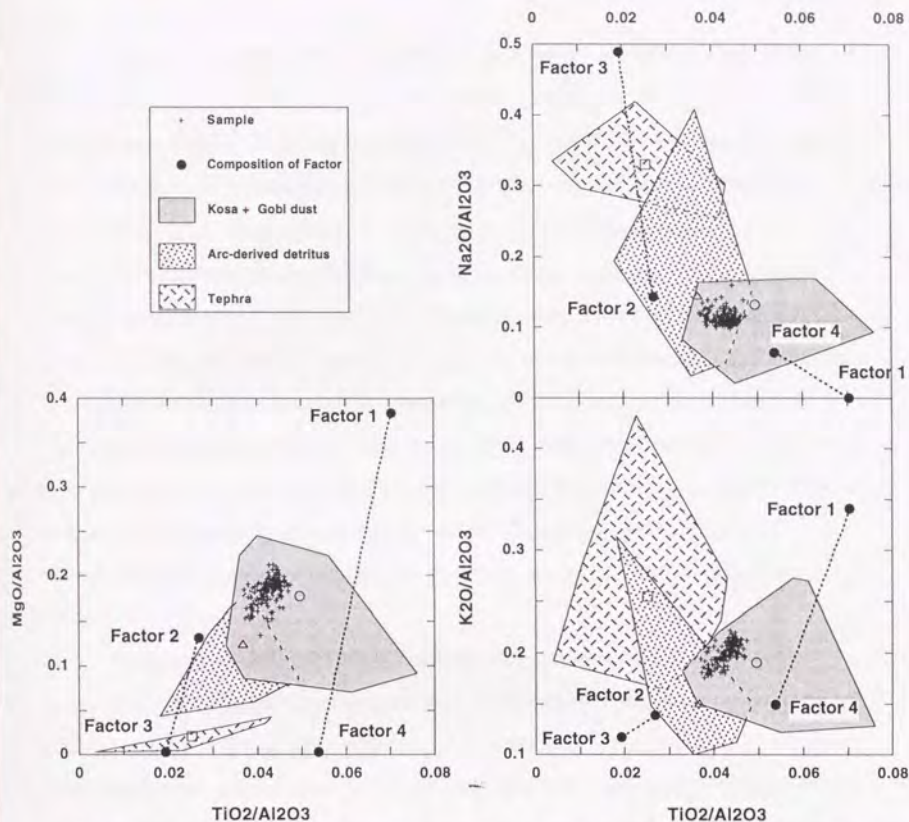 0 0.02 0.04 0.06 0.08
0.5
Factor 3
0.4
0.3
Na2O/Al2O3
0.2
Factor 2
0.1
Factor 4
Factor 1
0
Sample
Composition of Factor
Kosa + Gobi dust
Arc-derived detritus
Tephra
0.4
Factor 1
0.3
MgO/Al2O3
0.2
Factor 2
0.1
Factor 3
Factor 4
0
0 0.02 0.04 0.06 0.08
TiO2/Al2O3
0.4
Factor 1
0.3
K2O/Al2O3
0.2
Factor 2
Factor 4
Factor 3
0.1
0 0.02 0.04 0.06 0.08
TiO2/Al2O3